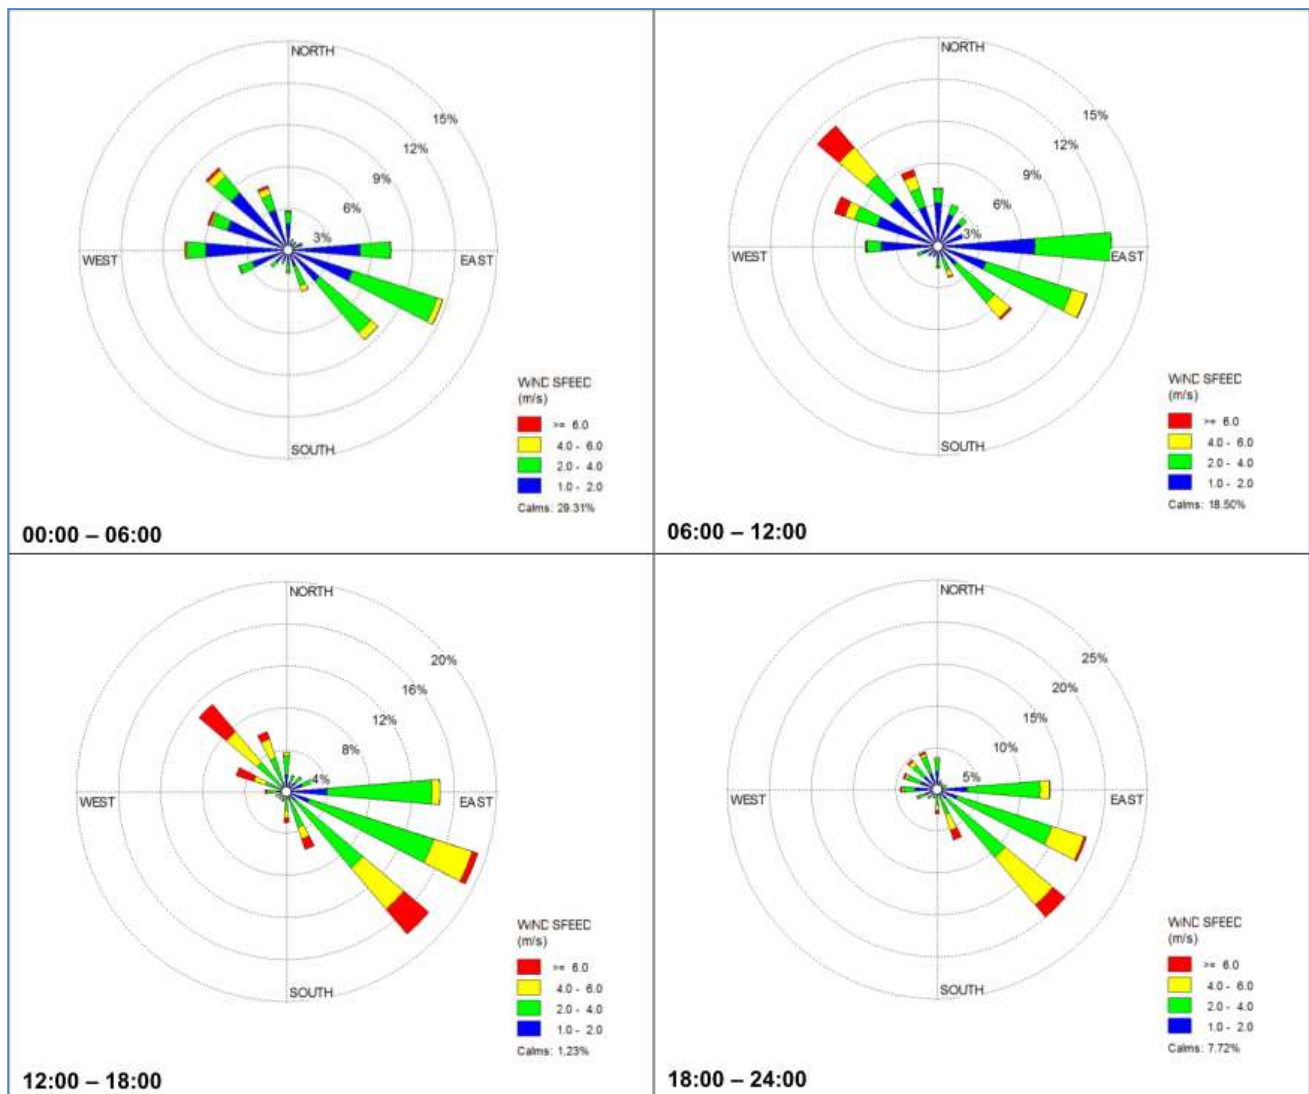 NORTH
15%
12%
9%
6%
3%
WEST
EAST
SOUTH
WIND SPEED
(m/s)
>= 6.0
4.0 - 6.0
2.0 - 4.0
1.0 - 2.0
Calms: 29.31%
00:00 – 06:00
NORTH
15%
12%
9%
6%
3%
WEST
EAST
SOUTH
WIND SPEED
(m/s)
>= 6.0
4.0 - 6.0
2.0 - 4.0
1.0 - 2.0
Calms: 18.50%
06:00 – 12:00
NORTH
20%
16%
12%
8%
4%
WEST
EAST
SOUTH
WIND SPEED
(m/s)
>= 6.0
4.0 - 6.0
2.0 - 4.0
1.0 - 2.0
Calms: 1.23%
12:00 – 18:00
NORTH
25%
20%
15%
10%
5%
WEST
EAST
SOUTH
WIND SPEED
(m/s)
>= 6.0
4.0 - 6.0
2.0 - 4.0
1.0 - 2.0
Calms: 7.72%
18:00 – 24:00